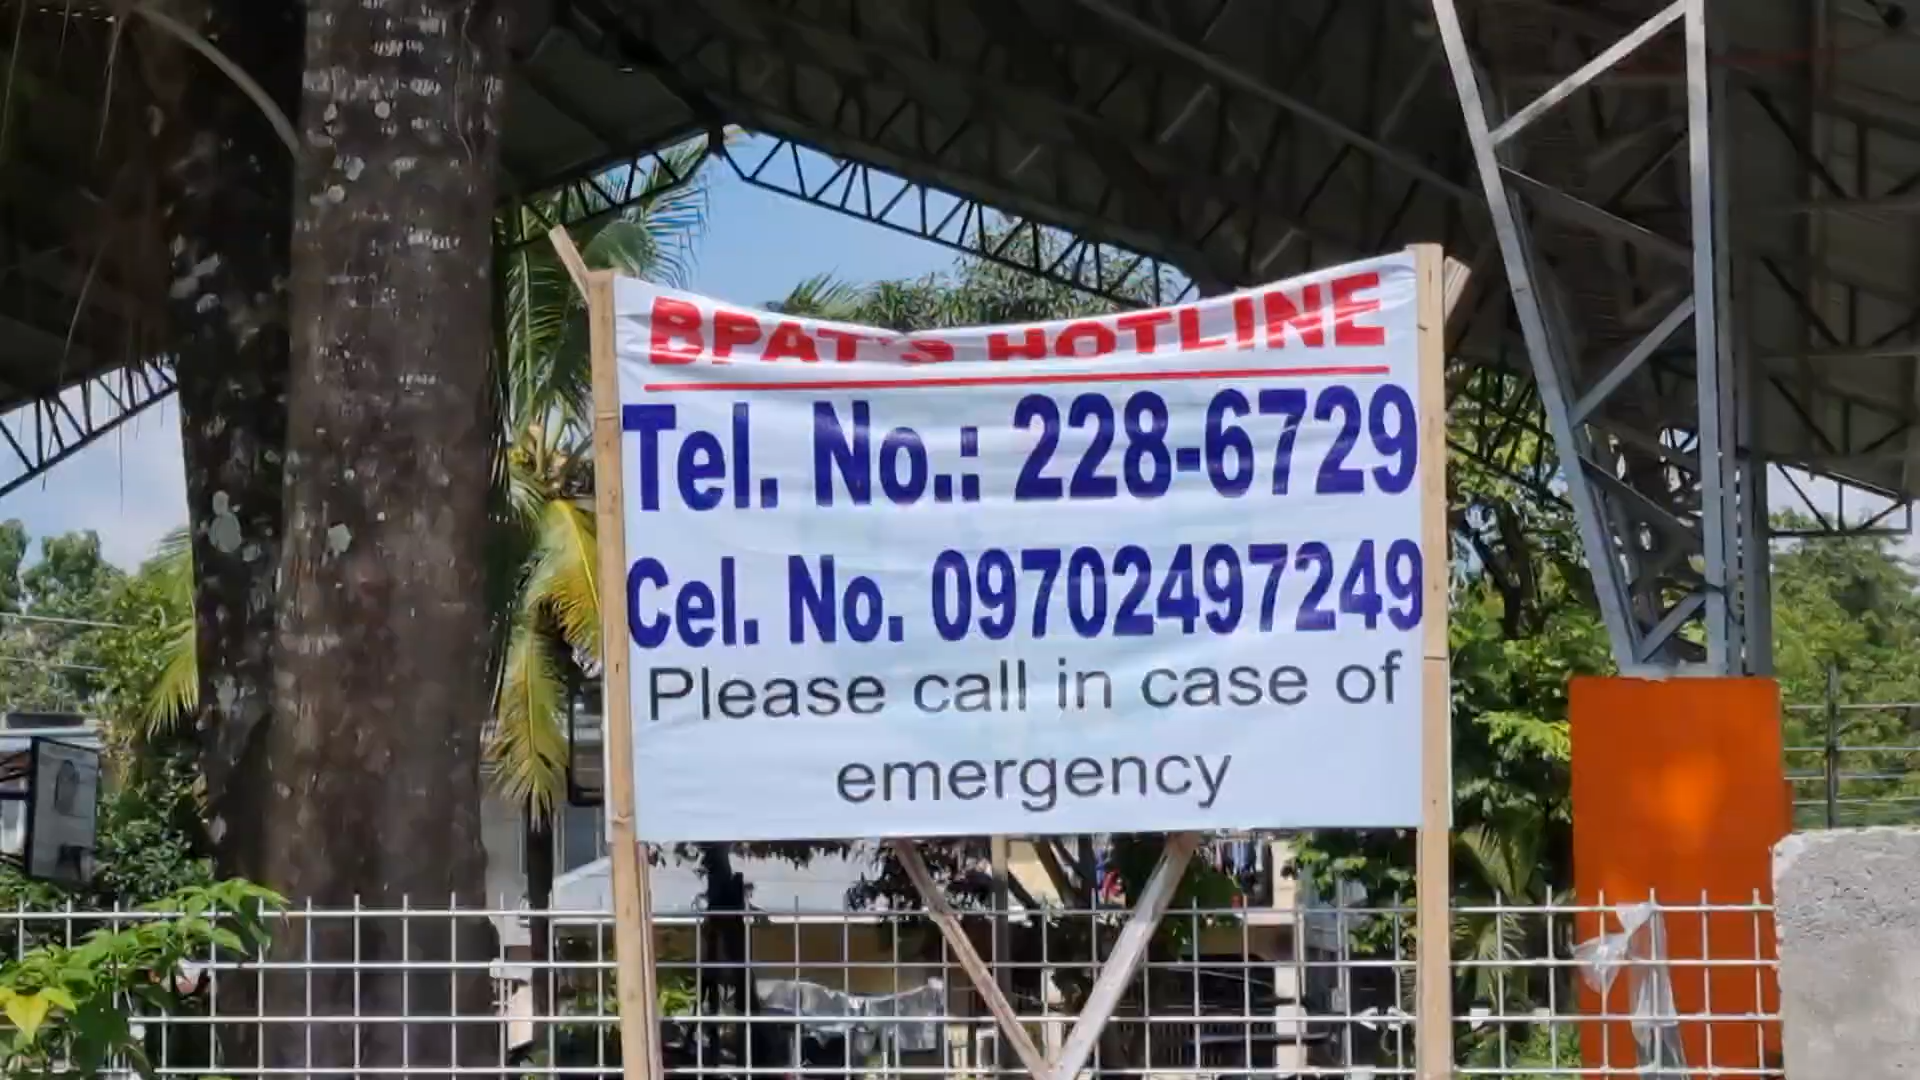 BPAT'S HOTLINE
Tel. No.: 228-6729
Cel. No. 09702497249
Please call in case of
emergency